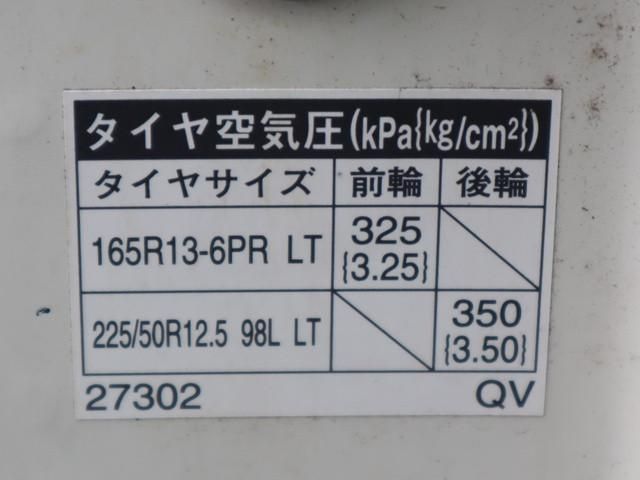 タイヤ空気圧(kPa{kg/cm²})
タイヤサイズ 前輪 後輪
165R13-6PR LT 325 {3.25}
225/50R12.5 98L LT 350 {3.50}
27302 QV